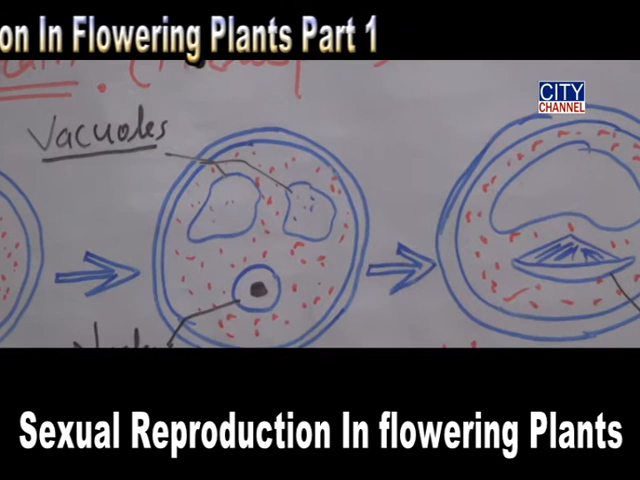 on In Flowering Plants Part 1
CITY
CHANNEL
Vacuoles
Sexual Reproduction In flowering Plants